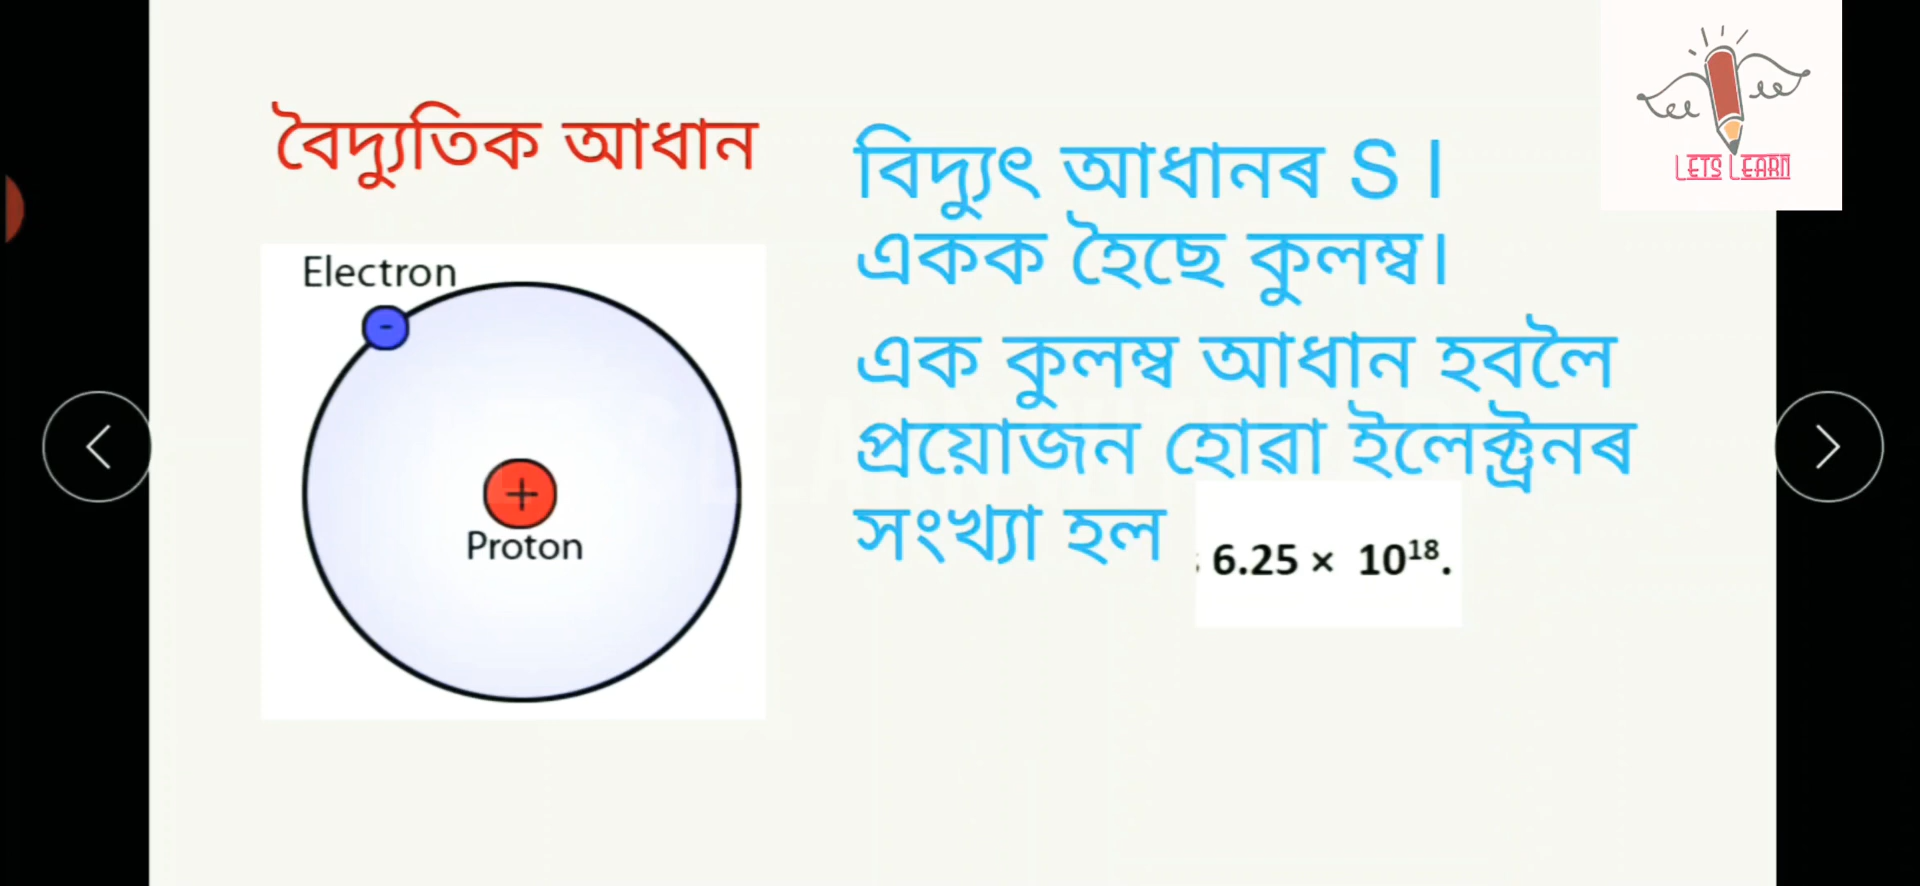 বৈদ্যুতিক আধান
Electron
-
+
Proton
বিদ্যুৎ আধানৰ S I
একক হৈছে কুলম্ব।
এক কুলম্ব আধান হবলৈ
প্ৰয়োজন হোৱা ইলেক্ট্ৰনৰ
সংখ্যা হল 6.25 × 10¹⁸.
LETS LEARN